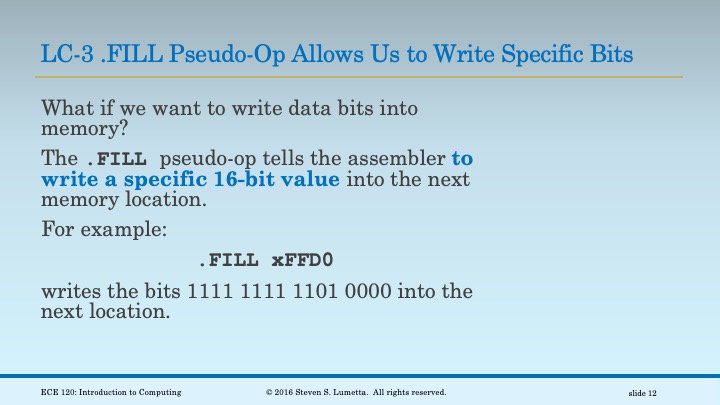 LC-3 .FILL Pseudo-Op Allows Us to Write Specific Bits
What if we want to write data bits into
memory?
The .FILL pseudo-op tells the assembler to
write a specific 16-bit value into the next
memory location.
For example:
.FILL xFFD0
writes the bits 1111 1111 1101 0000 into the
next location.
ECE 120: Introduction to Computing © 2016 Steven S. Lumetta. All rights reserved. slide 12